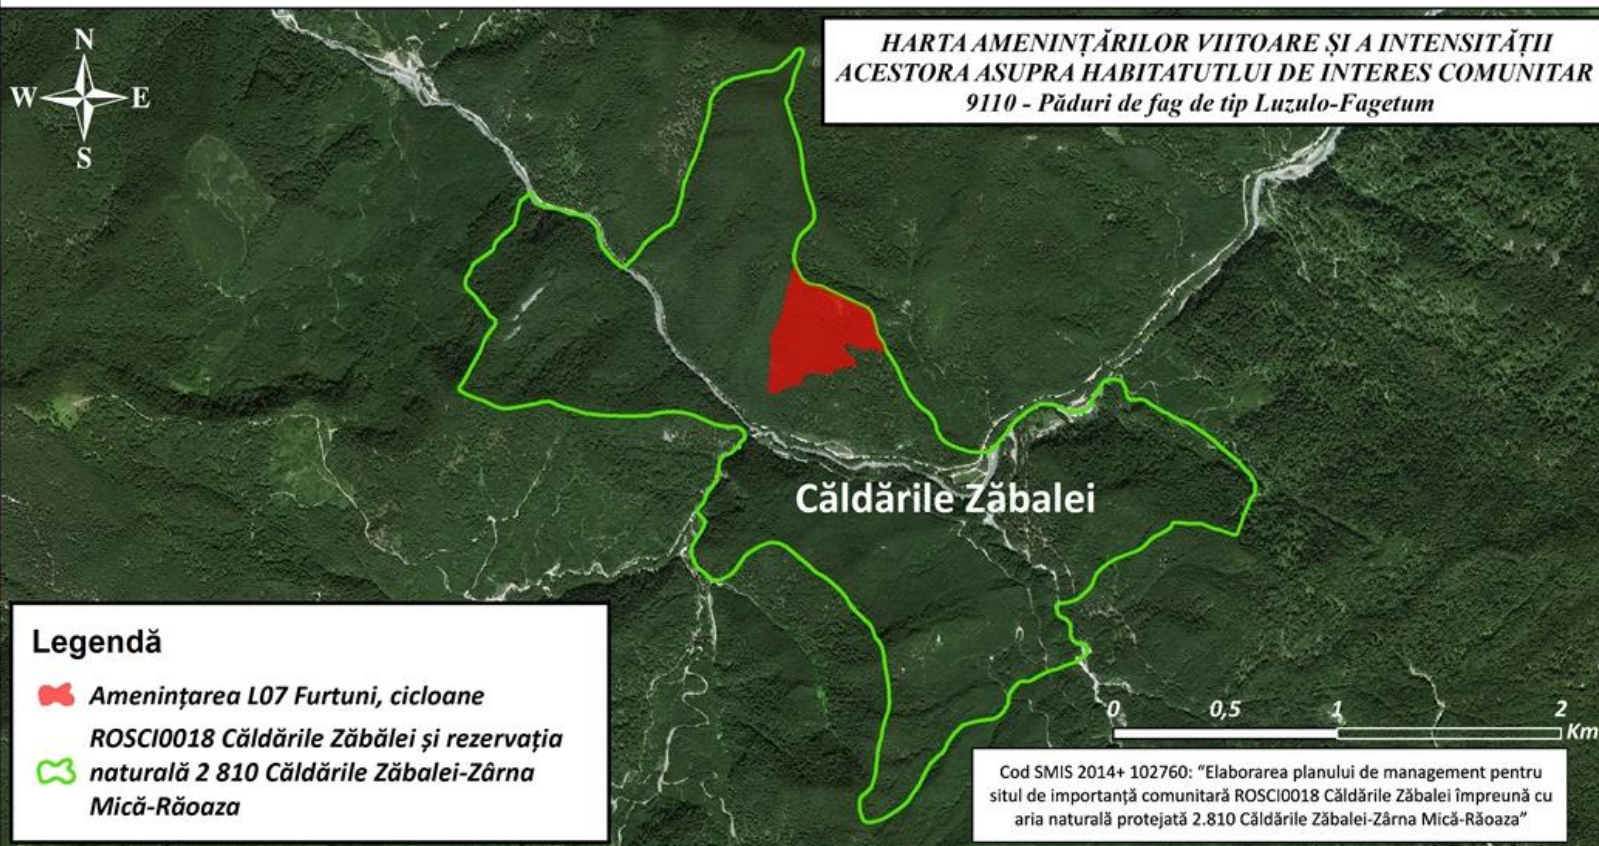 HARTA AMENINȚĂRILOR VIITOARE ȘI A INTENSITĂȚII
ACESTORA ASUPRA HABITATUTLUI DE INTERES COMUNITAR
9110 - Păduri de fag de tip Luzulo-Fagetum
N
W E
S
Căldările Zăbalei
Legendă
Amenințarea L07 Furtuni, cicloane
ROSCI0018 Căldările Zăbălei și rezervația
naturală 2 810 Căldările Zăbalei-Zârna
Mică-Răoaza
0 0,5 1 2
Km
Cod SMIS 2014+ 102760: “Elaborarea planului de management pentru
situl de importanță comunitară ROSCI0018 Căldările Zăbalei împreună cu
aria naturală protejată 2.810 Căldările Zăbalei-Zârna Mică-Răoaza”